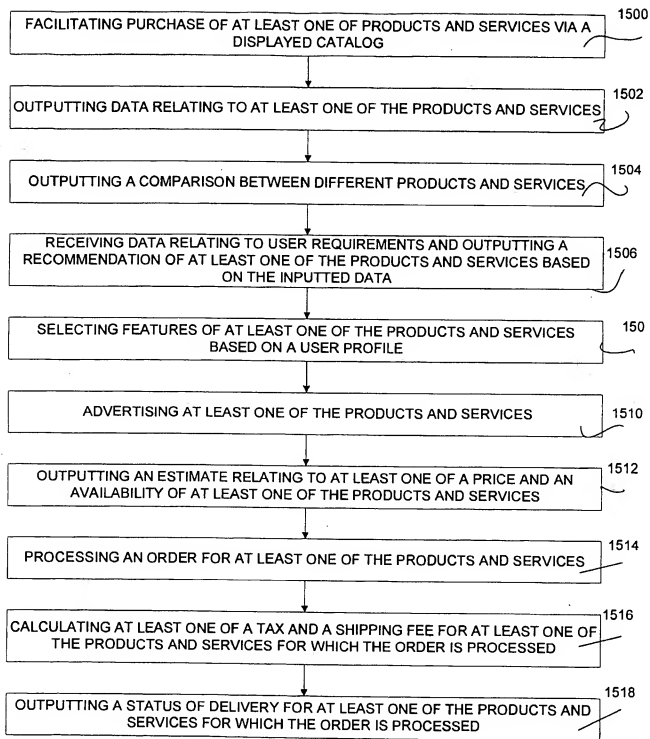 1500
FACILITATING PURCHASE OF AT LEAST ONE OF PRODUCTS AND SERVICES VIA A
DISPLAYED CATALOG
1502
OUTPUTTING DATA RELATING TO AT LEAST ONE OF THE PRODUCTS AND SERVICES
1504
OUTPUTTING A COMPARISON BETWEEN DIFFERENT PRODUCTS AND SERVICES
RECEIVING DATA RELATING TO USER REQUIREMENTS AND OUTPUTTING A
RECOMMENDATION OF AT LEAST ONE OF THE PRODUCTS AND SERVICES BASED
ON THE INPUTTED DATA
1506
SELECTING FEATURES OF AT LEAST ONE OF THE PRODUCTS AND SERVICES
BASED ON A USER PROFILE
150
ADVERTISING AT LEAST ONE OF THE PRODUCTS AND SERVICES
1510
OUTPUTTING AN ESTIMATE RELATING TO AT LEAST ONE OF A PRICE AND AN
AVAILABILITY OF AT LEAST ONE OF THE PRODUCTS AND SERVICES
1512
PROCESSING AN ORDER FOR AT LEAST ONE OF THE PRODUCTS AND SERVICES
1514
1516
CALCULATING AT LEAST ONE OF A TAX AND A SHIPPING FEE FOR AT LEAST ONE OF
THE PRODUCTS AND SERVICES FOR WHICH THE ORDER IS PROCESSED
1518
OUTPUTTING A STATUS OF DELIVERY FOR AT LEAST ONE OF THE PRODUCTS AND
SERVICES FOR WHICH THE ORDER IS PROCESSED